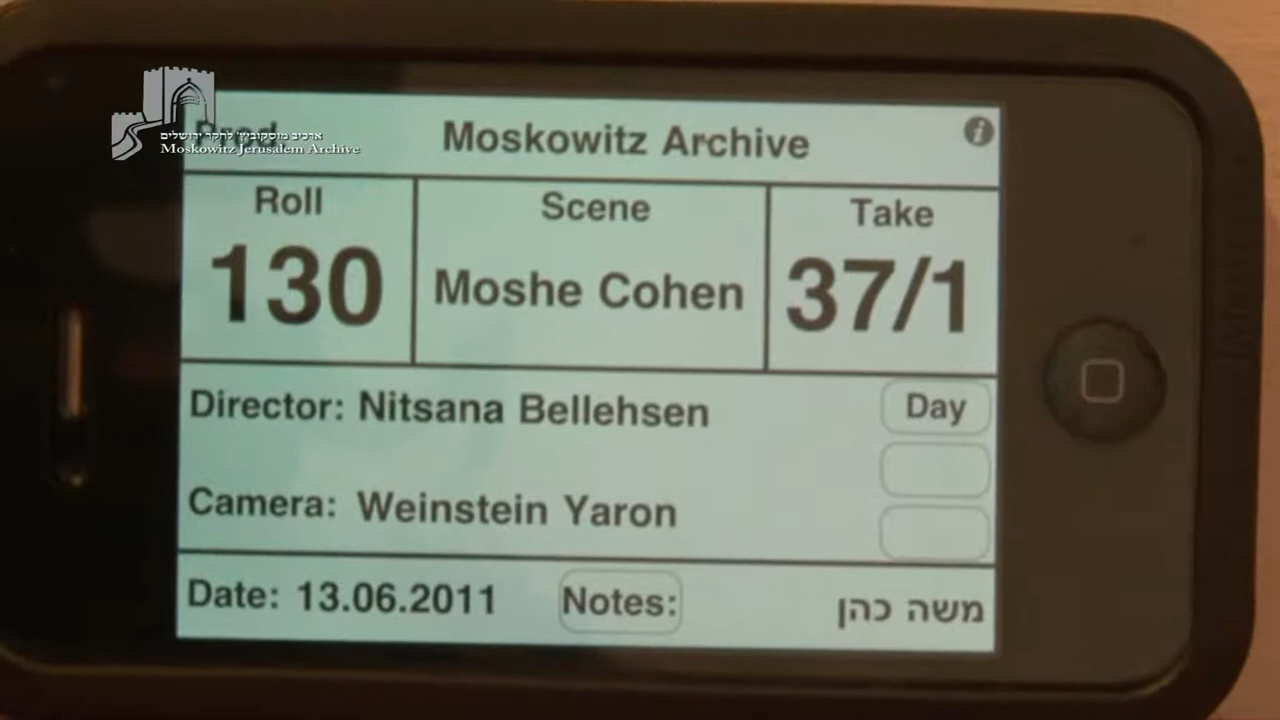 ארכיב מוסקוביץ' לחקר ירושלים
Moskowitz Jerusalem Archive
Prod. Moskowitz Archive
Roll Scene Take
130 Moshe Cohen 37/1
Director: Nitsana Bellehsen Day
Camera: Weinstein Yaron
Date: 13.06.2011 Notes: משה כהן